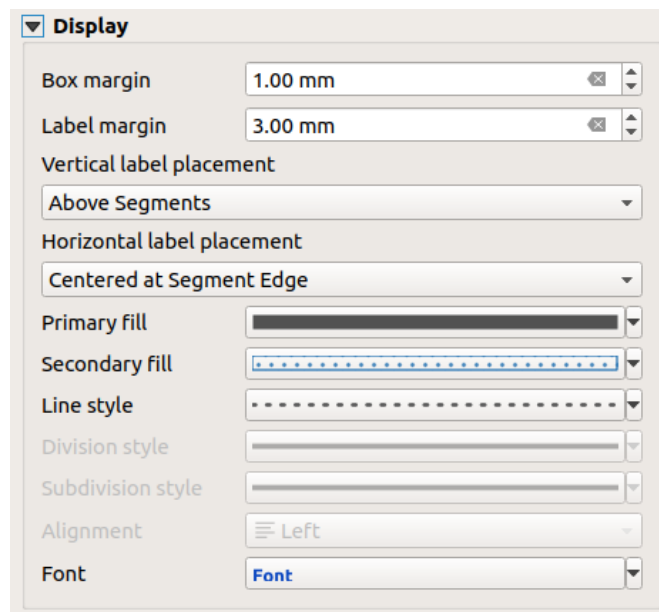 Display
Box margin 1.00 mm
Label margin 3.00 mm
Vertical label placement
Above Segments
Horizontal label placement
Centered at Segment Edge
Primary fill
Secondary fill
Line style
Division style
Subdivision style
Alignment Left
Font Font